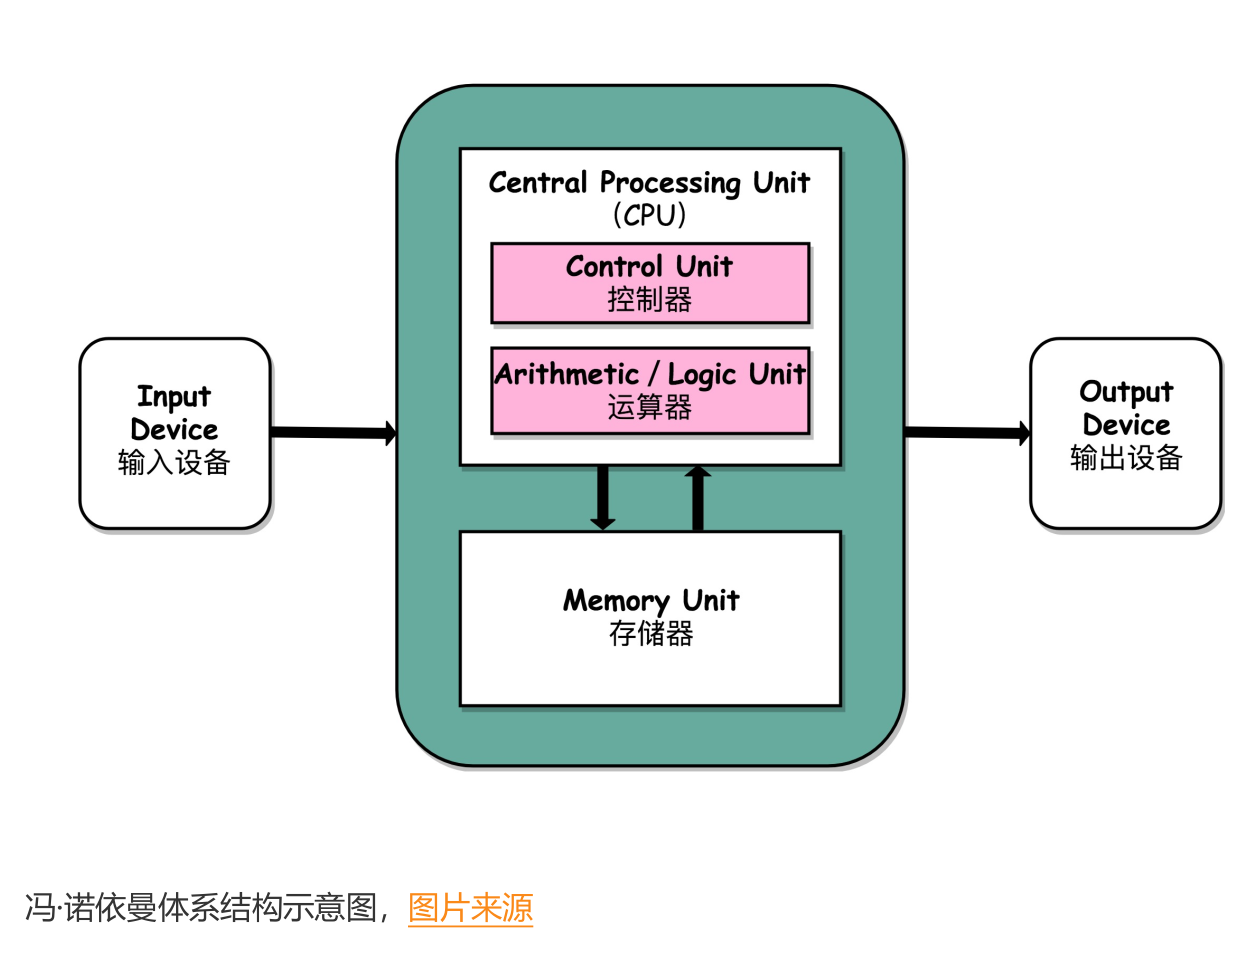 Central Processing Unit
(CPU)
Control Unit
控制器
Arithmetic / Logic Unit
运算器
Input
Device
输入设备
Output
Device
输出设备
Memory Unit
存储器
冯·诺依曼体系结构示意图，图片来源